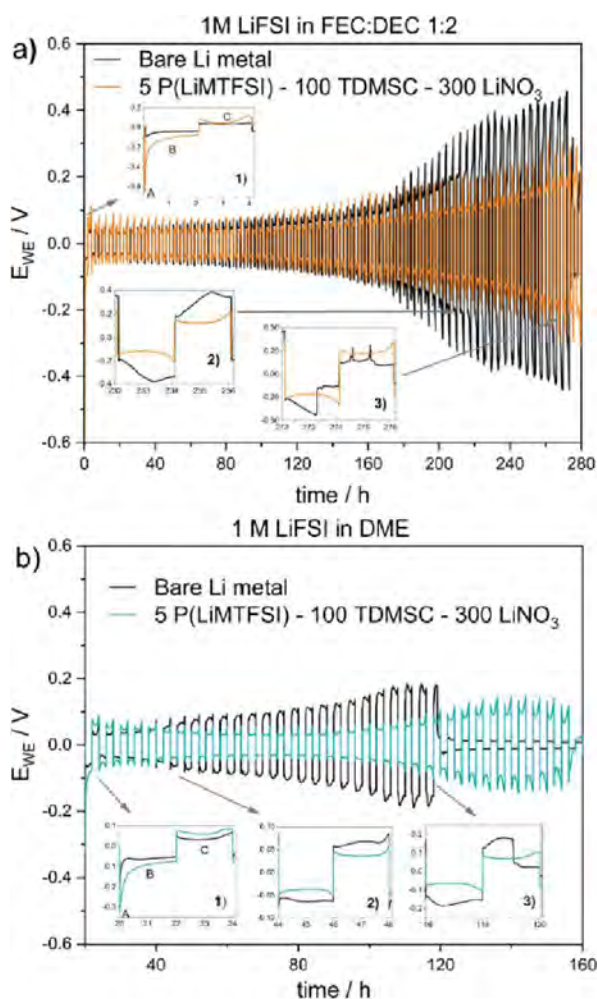 1M LiFSI in FEC:DEC 1:2
a)
Bare Li metal
5 P(LiMTFSI) - 100 TDMSC - 300 LiNO₃
E_WE / V
0.6
0.4
0.2
0.0
-0.2
-0.4
-0.6
A
B
C
1)
2)
3)
0 40 80 120 160 200 240 280
time / h
1 M LiFSI in DME
b)
Bare Li metal
5 P(LiMTFSI) - 100 TDMSC - 300 LiNO₃
E_WE / V
0.6
0.4
0.2
0.0
-0.2
-0.4
-0.6
A
B
C
1)
2)
3)
40 80 120 160
time / h